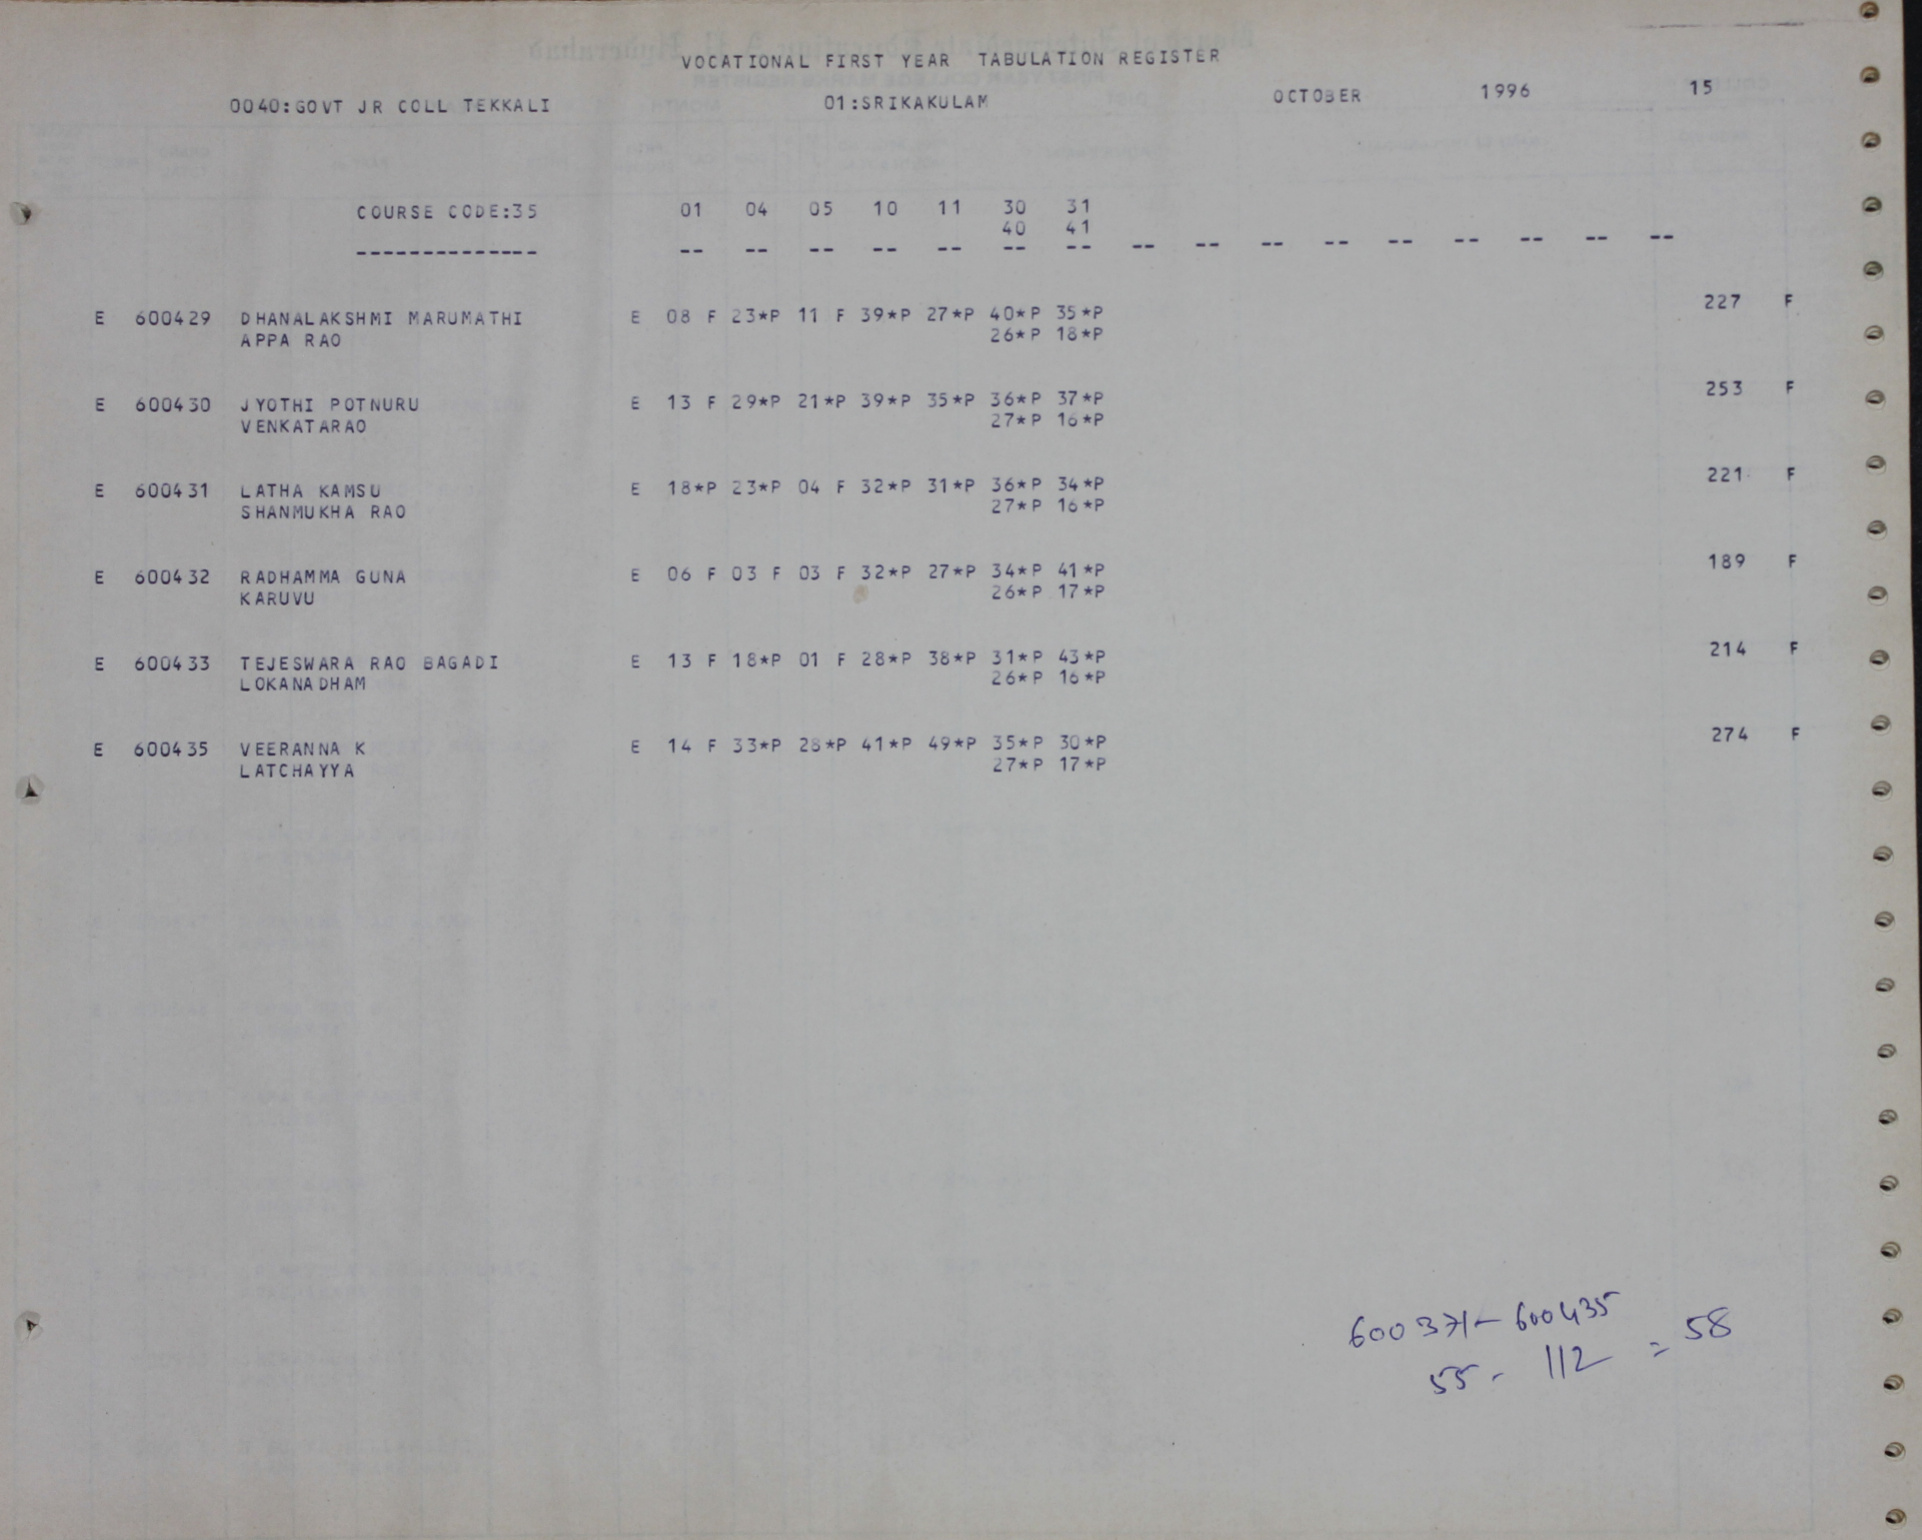 VOCATIONAL FIRST YEAR TABULATION REGISTER
0040:GOVT JR COLL TEKKALI 01:SRIKAKULAM OCTOBER 1996 15
COURSE CODE:35 01 04 05 10 11 30 31
40 41
-------------- -- -- -- -- -- -- -- -- -- -- -- -- -- -- -- --
E 600429 DHANALAKSHMI MARUMATHI E 08 F 23*P 11 F 39*P 27*P 40*P 35*P 227 F
APPA RAO 26*P 18*P
E 600430 JYOTHI POTNURU E 13 F 29*P 21*P 39*P 35*P 36*P 37*P 253 F
VENKATARAO 27*P 16*P
E 600431 LATHA KAMSU E 18*P 23*P 04 F 32*P 31*P 36*P 34*P 221 F
SHANMUKHA RAO 27*P 16*P
E 600432 RADHAMMA GUNA E 06 F 03 F 03 F 32*P 27*P 34*P 41*P 189 F
KARUVU 26*P 17*P
E 600433 TEJESWARA RAO BAGADI E 13 F 18*P 01 F 28*P 38*P 31*P 43*P 214 F
LOKANADHAM 26*P 16*P
E 600435 VEERANNA K E 14 F 33*P 28*P 41*P 49*P 35*P 30*P 274 F
LATCHAYYA 27*P 17*P
600371- 600435
55- 112 = 58